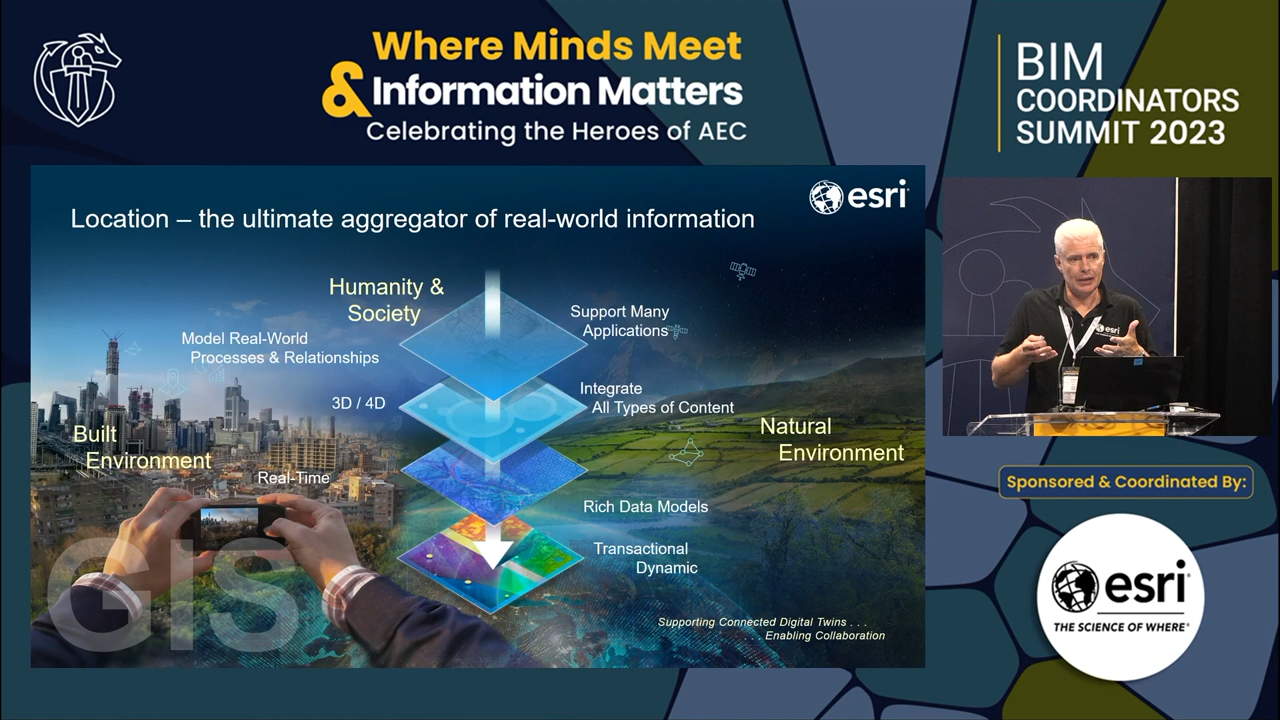 Where Minds Meet
& Information Matters
Celebrating the Heroes of AEC
BIM
COORDINATORS
SUMMIT 2023
esri
Location – the ultimate aggregator of real-world information
Humanity &
Society
Support Many
Applications
Model Real-World
Processes & Relationships
3D / 4D
Integrate
All Types of Content
Built
Environment
Natural
Environment
Real-Time
Rich Data Models
Transactional
Dynamic
GIS
Supporting Connected Digital Twins . . .
Enabling Collaboration
esri
Sponsored & Coordinated By:
esri
THE SCIENCE OF WHERE®